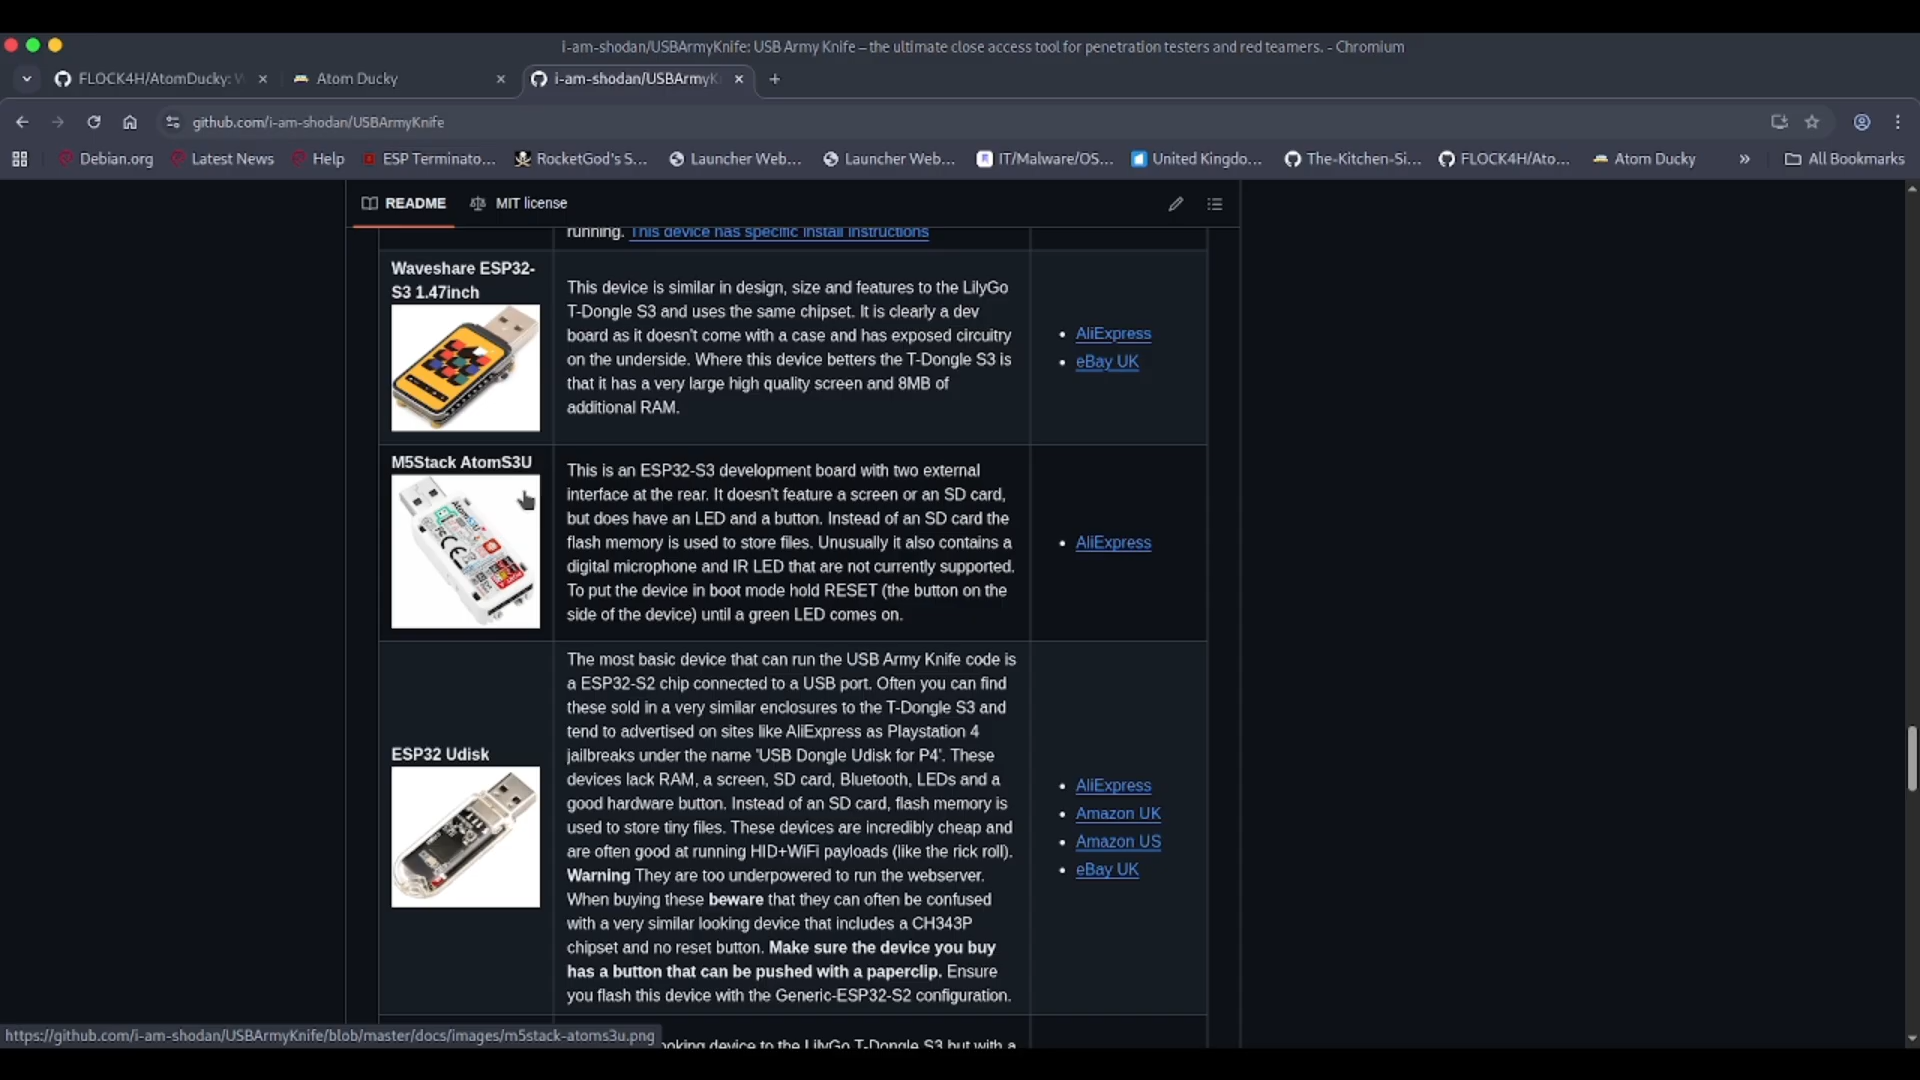 i-am-shodan/USBArmyKnife: USB Army Knife – the ultimate close access tool for penetration testers and red teamers. - Chromium
FLOCK4H/AtomDucky: W
Atom Ducky
i-am-shodan/USBArmyK
github.com/i-am-shodan/USBArmyKnife
Debian.org
Latest News
Help
ESP Terminato...
RocketGod's S...
Launcher Web...
Launcher Web...
IT/Malware/OS...
United Kingdo...
The-Kitchen-Si...
FLOCK4H/Ato...
Atom Ducky
»
All Bookmarks
README
MIT license
running. This device has specific install instructions
Waveshare ESP32-
S3 1.47inch
This device is similar in design, size and features to the LilyGo
T-Dongle S3 and uses the same chipset. It is clearly a dev
board as it doesn't come with a case and has exposed circuitry
on the underside. Where this device betters the T-Dongle S3 is
that it has a very large high quality screen and 8MB of
additional RAM.
• AliExpress
• eBay UK
M5Stack AtomS3U
This is an ESP32-S3 development board with two external
interface at the rear. It doesn't feature a screen or an SD card,
but does have an LED and a button. Instead of an SD card the
flash memory is used to store files. Unusually it also contains a
digital microphone and IR LED that are not currently supported.
To put the device in boot mode hold RESET (the button on the
side of the device) until a green LED comes on.
• AliExpress
ESP32 Udisk
The most basic device that can run the USB Army Knife code is
a ESP32-S2 chip connected to a USB port. Often you can find
these sold in a very similar enclosures to the T-Dongle S3 and
tend to advertised on sites like AliExpress as Playstation 4
jailbreaks under the name 'USB Dongle Udisk for P4'. These
devices lack RAM, a screen, SD card, Bluetooth, LEDs and a
good hardware button. Instead of an SD card, flash memory is
used to store tiny files. These devices are incredibly cheap and
are often good at running HID+WiFi payloads (like the rick roll).
Warning They are too underpowered to run the webserver.
When buying these beware that they can often be confused
with a very similar looking device that includes a CH343P
chipset and no reset button. Make sure the device you buy
has a button that can be pushed with a paperclip. Ensure
you flash this device with the Generic-ESP32-S2 configuration.
• AliExpress
• Amazon UK
• Amazon US
• eBay UK
https://github.com/i-am-shodan/USBArmyKnife/blob/master/docs/images/m5stack-atoms3u.png
ooking device to the LilyGo T-Dongle S3 but with a